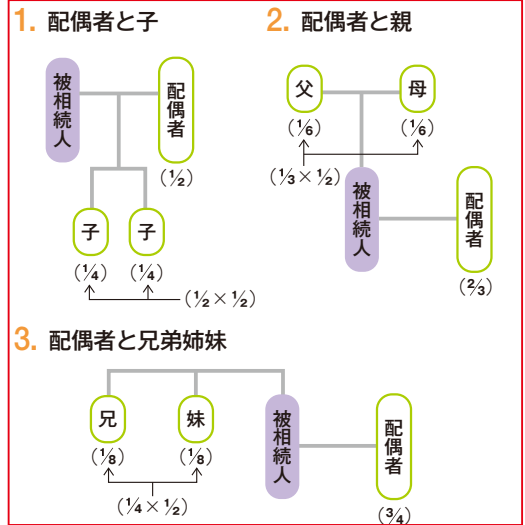 1. 配偶者と子
被相続人
配偶者
(1/2)
子
子
(1/4)
(1/4)
(1/2×1/2)
2. 配偶者と親
父
母
(1/6)
(1/6)
(1/3×1/2)
被相続人
配偶者
(2/3)
3. 配偶者と兄弟姉妹
兄
妹
被相続人
配偶者
(1/8)
(1/8)
(1/4×1/2)
(3/4)